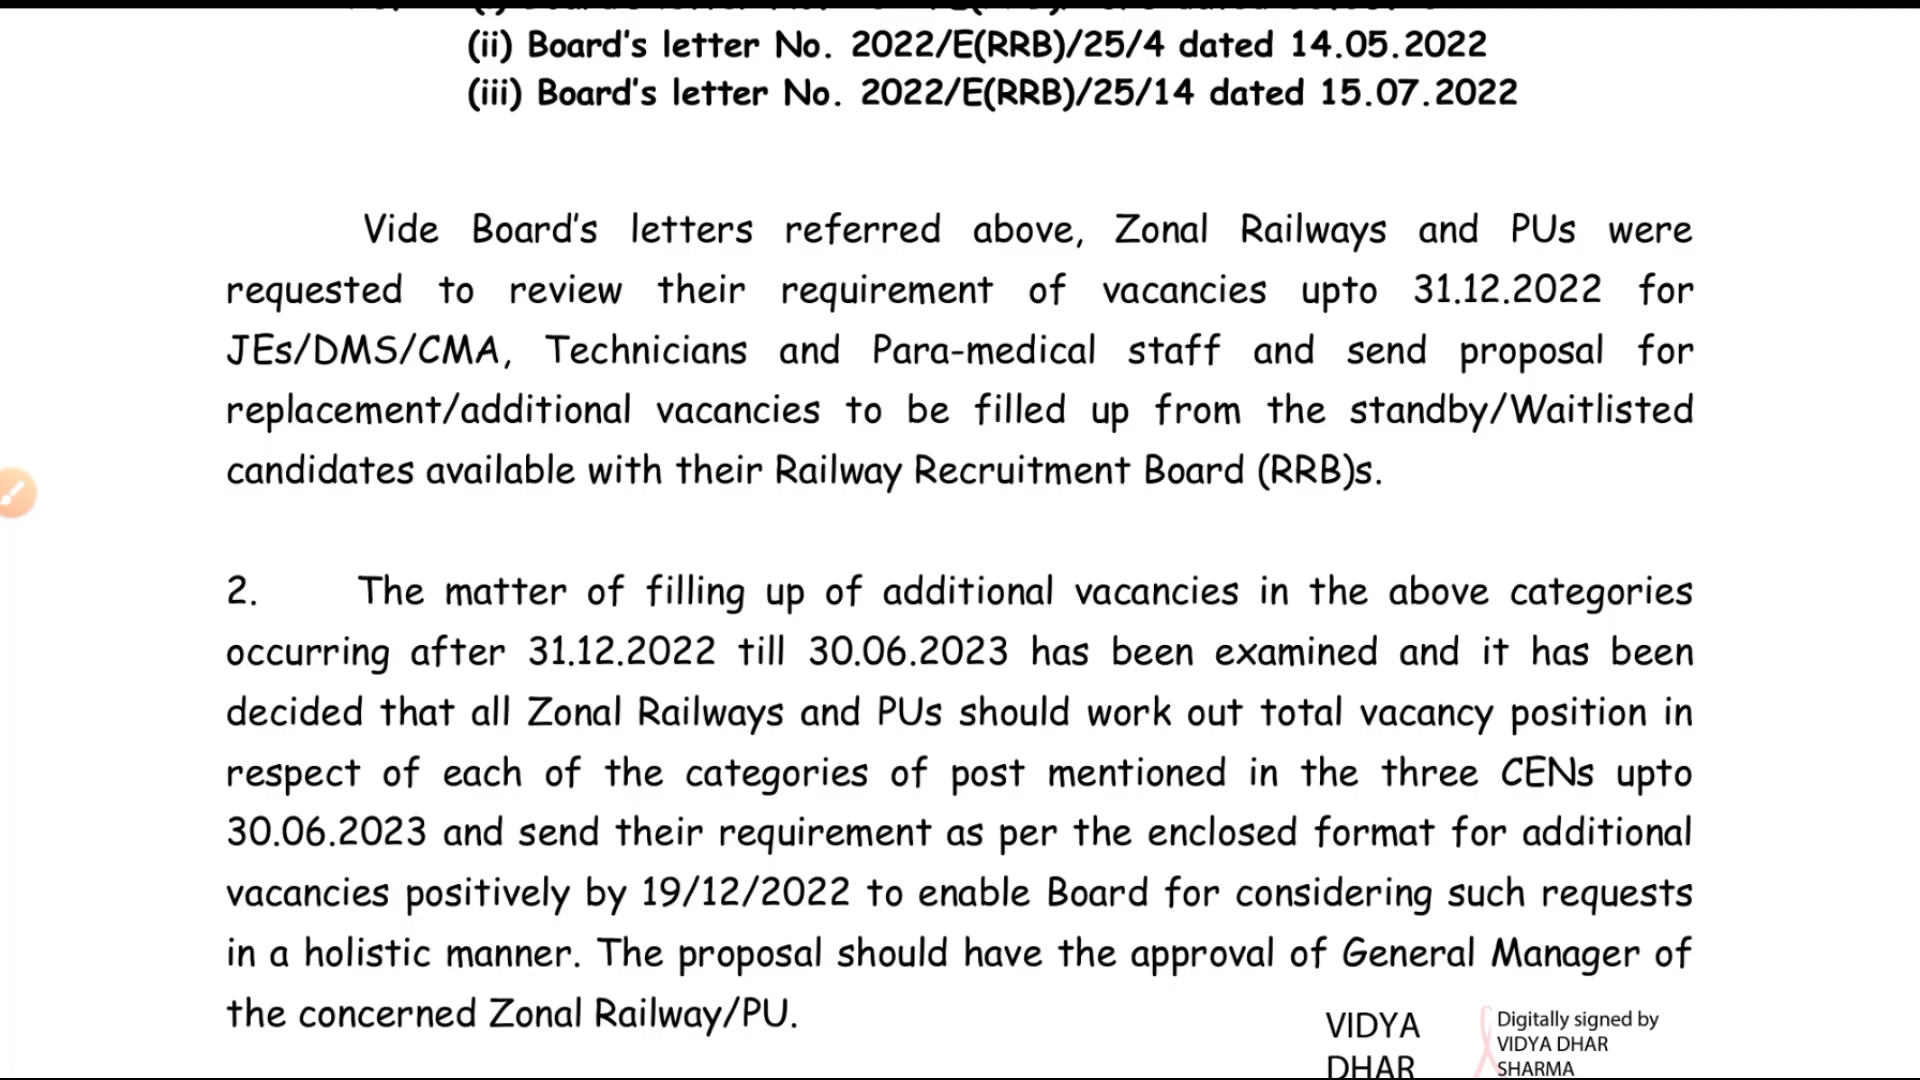 (ii) Board's letter No. 2022/E(RRB)/25/4 dated 14.05.2022
(iii) Board's letter No. 2022/E(RRB)/25/14 dated 15.07.2022
Vide Board's letters referred above, Zonal Railways and PUs were
requested to review their requirement of vacancies upto 31.12.2022 for
JEs/DMS/CMA, Technicians and Para-medical staff and send proposal for
replacement/additional vacancies to be filled up from the standby/Waitlisted
candidates available with their Railway Recruitment Board (RRB)s.
2. The matter of filling up of additional vacancies in the above categories
occurring after 31.12.2022 till 30.06.2023 has been examined and it has been
decided that all Zonal Railways and PUs should work out total vacancy position in
respect of each of the categories of post mentioned in the three CENs upto
30.06.2023 and send their requirement as per the enclosed format for additional
vacancies positively by 19/12/2022 to enable Board for considering such requests
in a holistic manner. The proposal should have the approval of General Manager of
the concerned Zonal Railway/PU.
VIDYA
DHAR
Digitally signed by
VIDYA DHAR
SHARMA